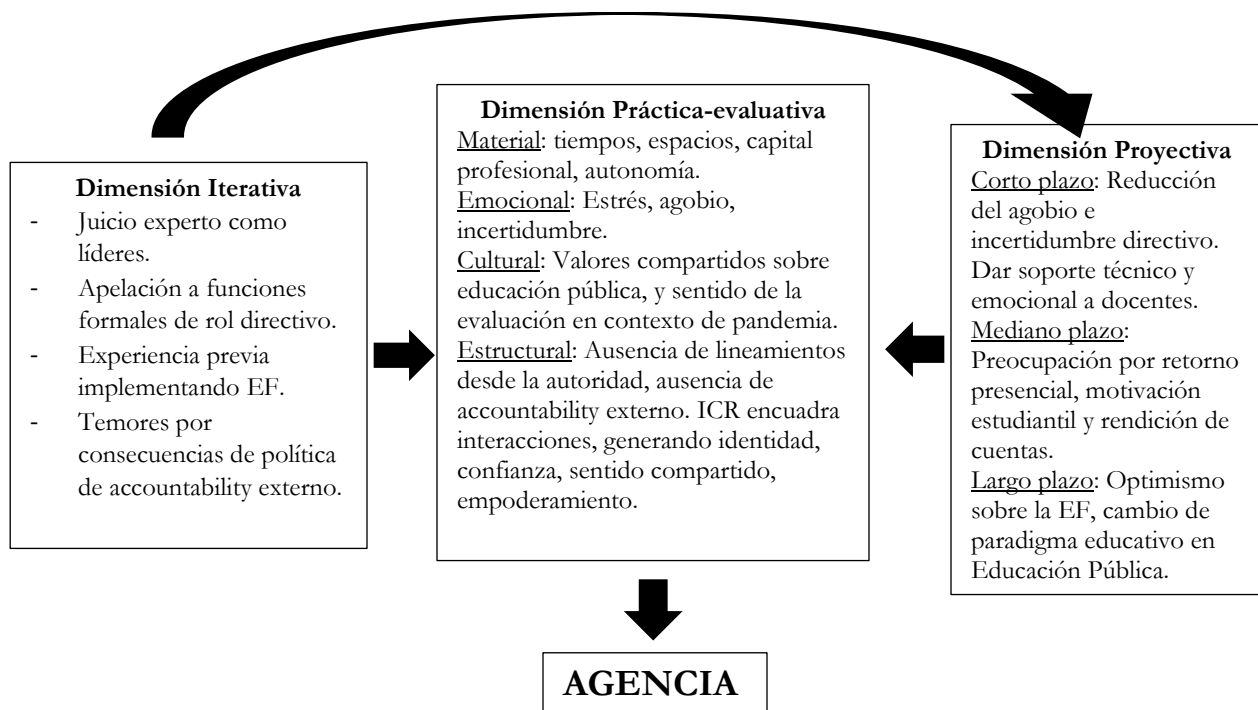 Dimensión Iterativa
- Juicio experto como
líderes.
- Apelación a funciones
formales de rol directivo.
- Experiencia previa
implementando EF.
- Temores por
consecuencias de política
de accountability externo.
Dimensión Práctica-evaluativa
Material: tiempos, espacios, capital
profesional, autonomía.
Emocional: Estrés, agobio,
incertidumbre.
Cultural: Valores compartidos sobre
educación pública, y sentido de la
evaluación en contexto de pandemia.
Estructural: Ausencia de lineamientos
desde la autoridad, ausencia de
accountability externo. ICR encuadra
interacciones, generando identidad,
confianza, sentido compartido,
empoderamiento.
Dimensión Proyectiva
Corto plazo: Reducción
del agobio e
incertidumbre directivo.
Dar soporte técnico y
emocional a docentes.
Mediano plazo:
Preocupación por retorno
presencial, motivación
estudiantil y rendición de
cuentas.
Largo plazo: Optimismo
sobre la EF, cambio de
paradigma educativo en
Educación Pública.
AGENCIA